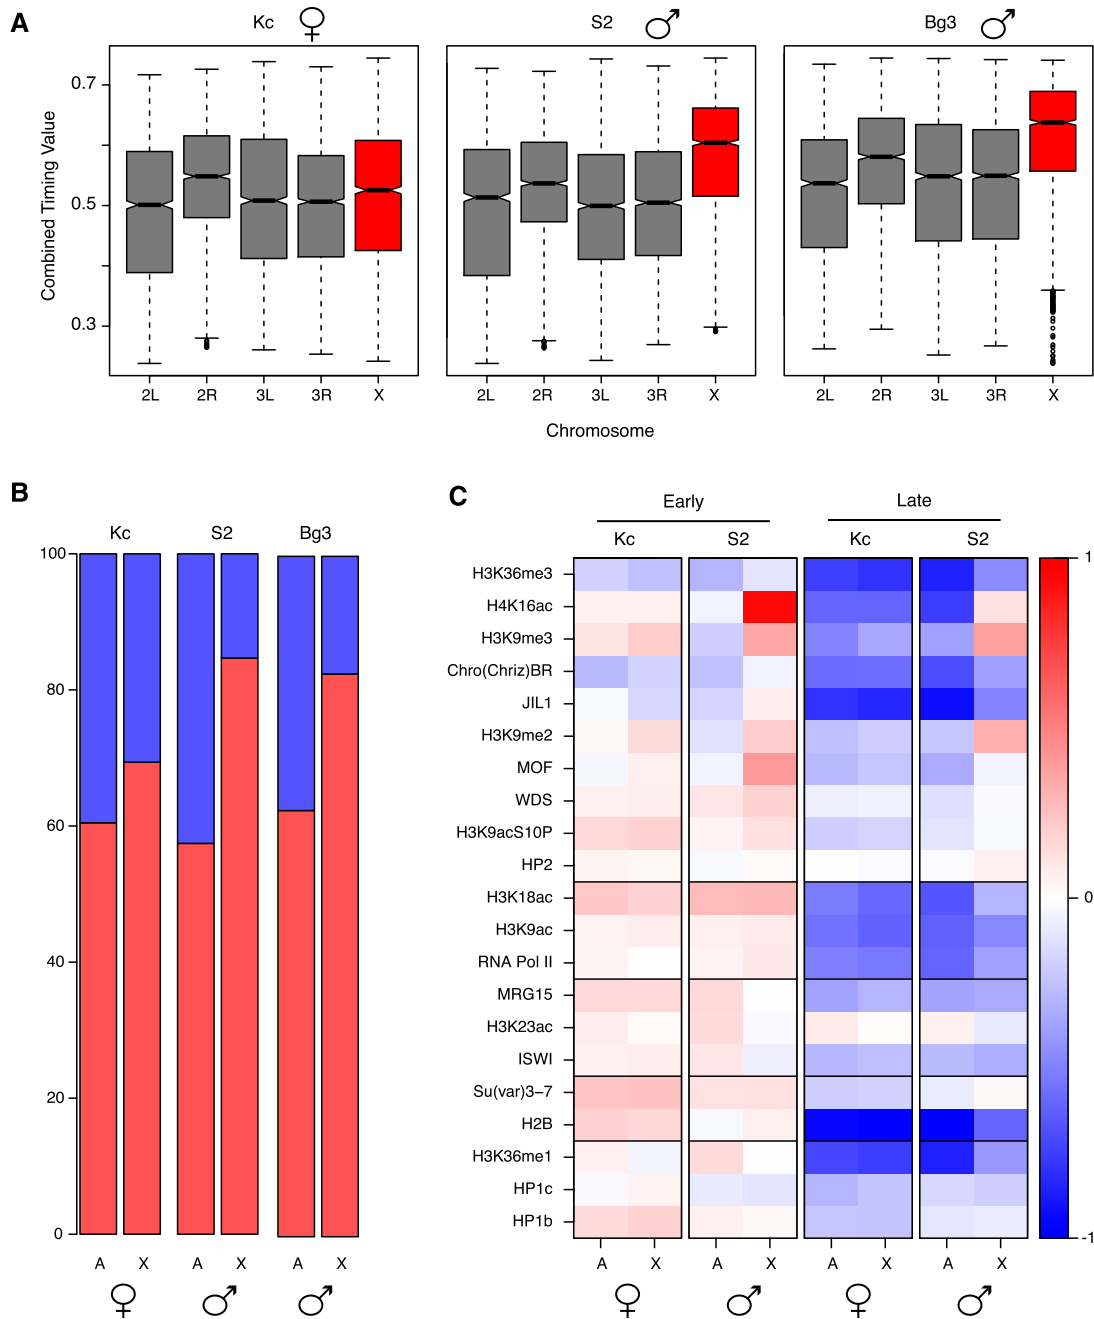 A
Kc ♀
S2 ♂
Bg3 ♂
Combined Timing Value
0.7
0.5
0.3
2L 2R 3L 3R X
2L 2R 3L 3R X
2L 2R 3L 3R X
Chromosome
B
Kc S2 Bg3
100
80
60
40
20
0
A X A X A X
♀ ♂ ♂
C
Early Late
Kc S2 Kc S2
H3K36me3
H4K16ac
H3K9me3
Chro(Chriz)BR
JIL1
H3K9me2
MOF
WDS
H3K9acS10P
HP2
H3K18ac
H3K9ac
RNA Pol II
MRG15
H3K23ac
ISWI
Su(var)3−7
H2B
H3K36me1
HP1c
HP1b
A X A X A X A X
♀ ♂ ♀ ♂
1
0
-1